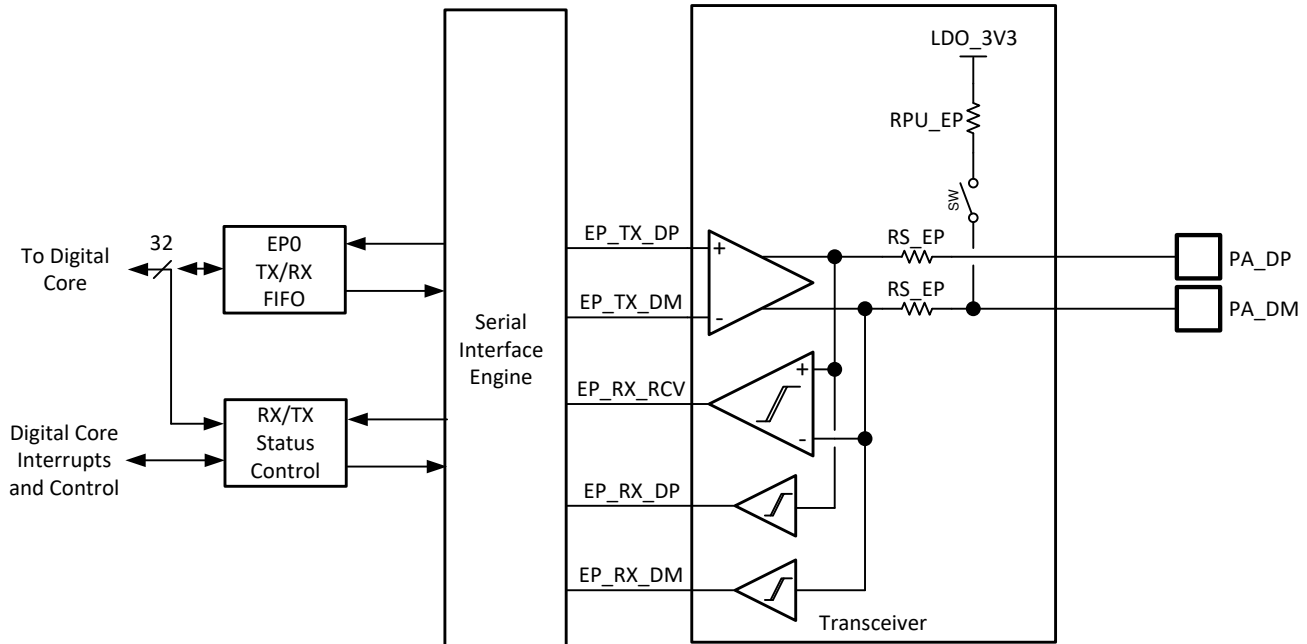 LDO_3V3
RPU_EP
SW
32
To Digital
Core
EP0
TX/RX
FIFO
EP_TX_DP
+
RS_EP
PA_DP
EP_TX_DM
-
RS_EP
PA_DM
Serial
Interface
Engine
EP_RX_RCV
+
-
RX/TX
Status
Control
Digital Core
Interrupts
and Control
EP_RX_DP
EP_RX_DM
Transceiver